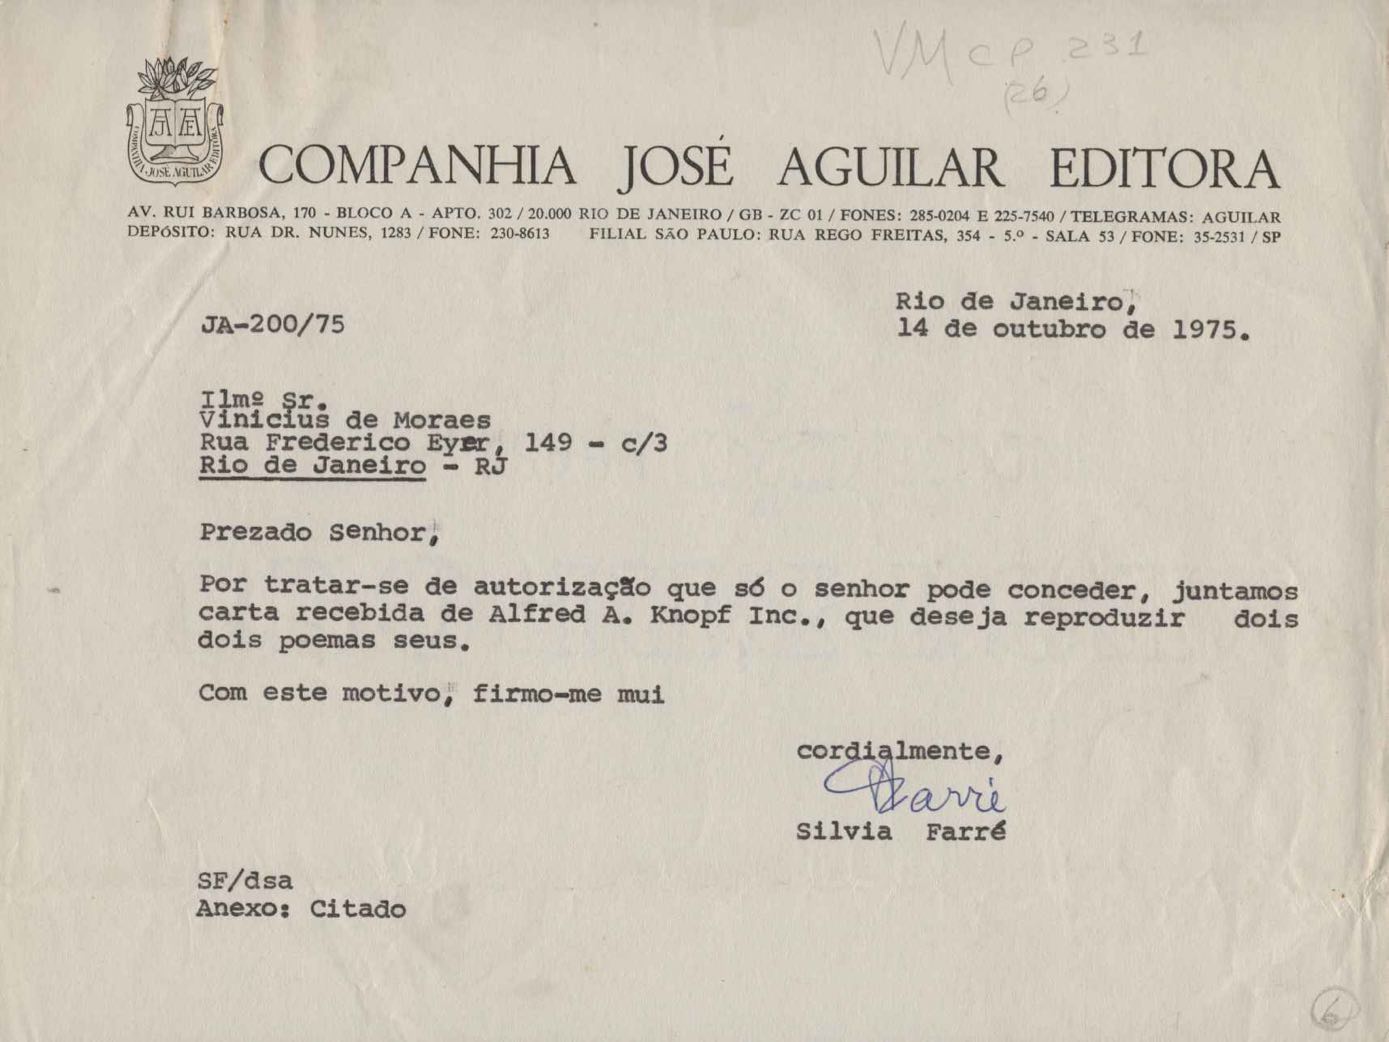 VMcp 231
(26)
COMPANHIA JOSÉ AGUILAR EDITORA
COMPANHIA JOSÉ AGUILAR EDITORA
AV. RUI BARBOSA, 170 - BLOCO A - APTO. 302 / 20.000 RIO DE JANEIRO / GB - ZC 01 / FONES: 285-0204 E 225-7540 / TELEGRAMAS: AGUILAR
DEPÓSITO: RUA DR. NUNES, 1283 / FONE: 230-8613 FILIAL SÃO PAULO: RUA REGO FREITAS, 354 - 5.º - SALA 53 / FONE: 35-2531 / SP
Rio de Janeiro,
JA-200/75
14 de outubro de 1975.
Ilmº Sr.
Vinicius de Moraes
Rua Frederico Eyer, 149 - c/3
Rio de Janeiro - RJ
Prezado Senhor,
Por tratar-se de autorização que só o senhor pode conceder, juntamos
carta recebida de Alfred A. Knopf Inc., que deseja reproduzir dois
dois poemas seus.
Com este motivo, firmo-me mui
cordialmente,
Farré
Silvia Farré
SF/dsa
Anexo: Citado
6